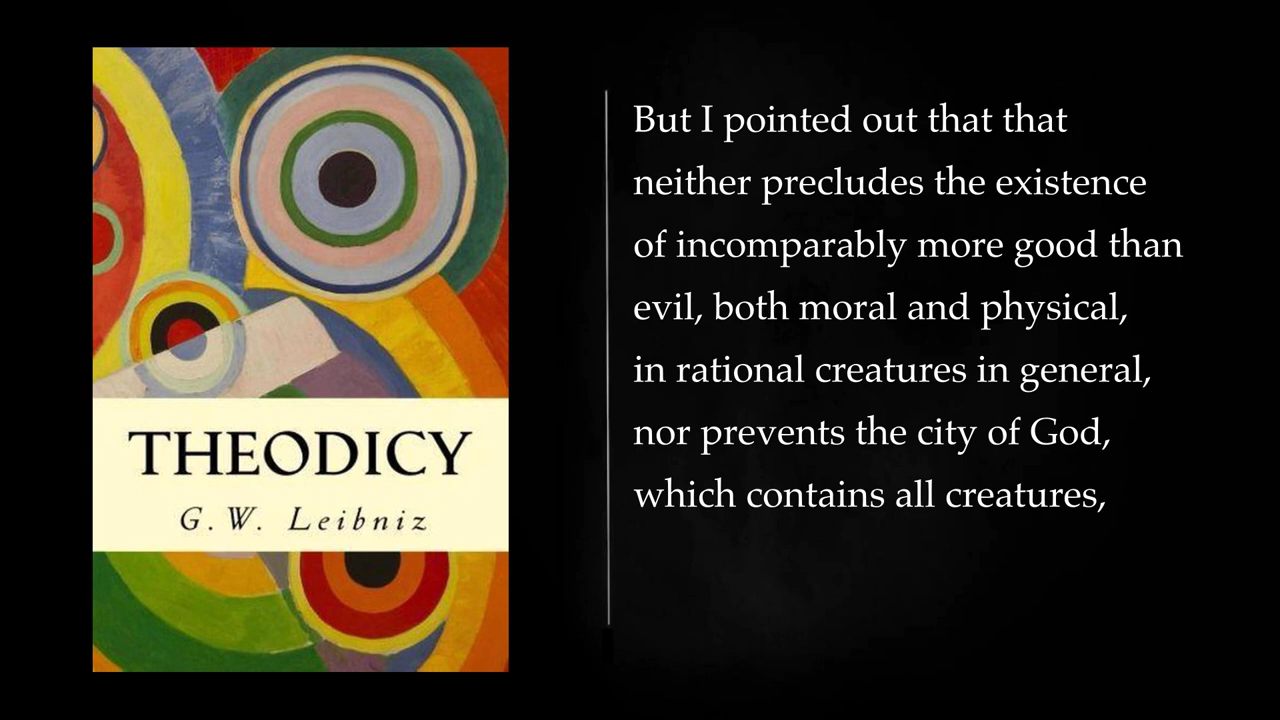 THEODICY
G.W. Leibniz
But I pointed out that that
neither precludes the existence
of incomparably more good than
evil, both moral and physical,
in rational creatures in general,
nor prevents the city of God,
which contains all creatures,